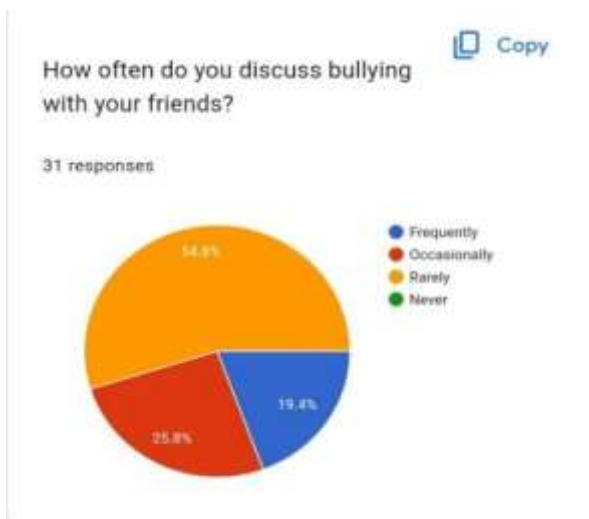 Copy
How often do you discuss bullying
with your friends?
31 responses
Frequently
Occasionally
Rarely
Never
54.8%
19.4%
25.8%